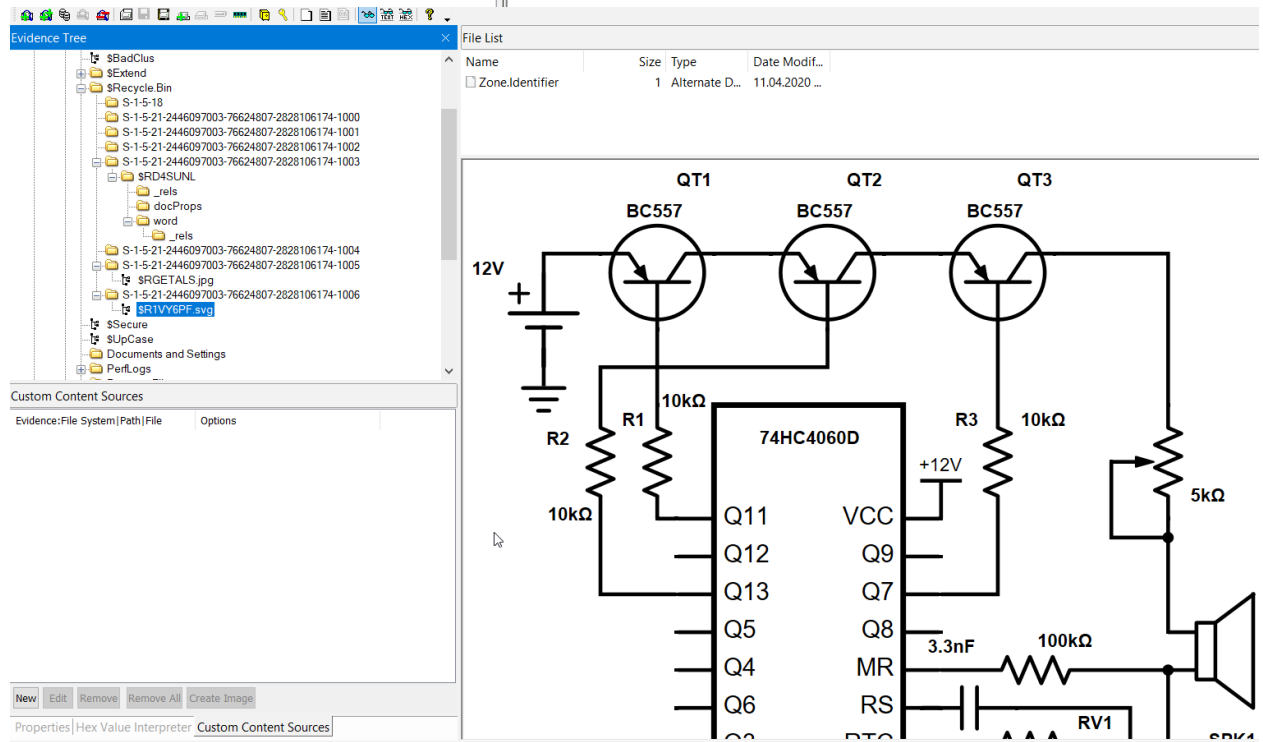 Evidence Tree
$BadClus
$Extend
$Recycle.Bin
S-1-5-18
S-1-5-21-2446097003-76624807-2828106174-1000
S-1-5-21-2446097003-76624807-2828106174-1001
S-1-5-21-2446097003-76624807-2828106174-1002
S-1-5-21-2446097003-76624807-2828106174-1003
$RD4SUNL
_rels
docProps
word
_rels
S-1-5-21-2446097003-76624807-2828106174-1004
S-1-5-21-2446097003-76624807-2828106174-1005
$RGETALS.jpg
S-1-5-21-2446097003-76624807-2828106174-1006
$R1VY6PF.svg
$Secure
$UpCase
Documents and Settings
PerfLogs
Custom Content Sources
Evidence:File System|Path|File Options
New Edit Remove Remove All Create Image
Properties Hex Value Interpreter Custom Content Sources
File List
Name Size Type Date Modif...
Zone.Identifier 1 Alternate D... 11.04.2020 ...
QT1 QT2 QT3
BC557 BC557 BC557
12V
+
10kΩ
R1 R3 10kΩ
R2 74HC4060D
+12V
5kΩ
10kΩ
Q11 VCC
Q12 Q9
Q13 Q7
Q5 Q8
3.3nF 100kΩ
Q4 MR
Q6 RS
RV1